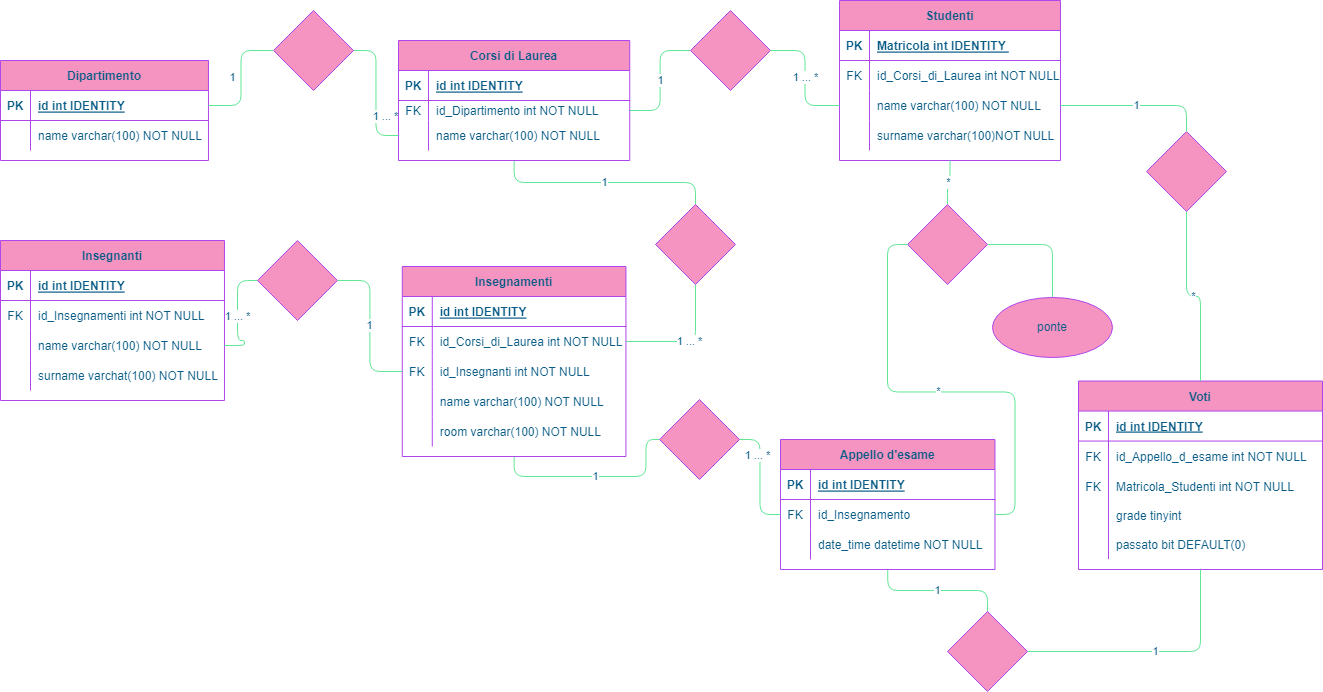 Dipartimento
PK id int IDENTITY
name varchar(100) NOT NULL
1
1 ... *
Corsi di Laurea
PK id int IDENTITY
FK id_Dipartimento int NOT NULL
name varchar(100) NOT NULL
1
1 ... *
Studenti
PK Matricola int IDENTITY
FK id_Corsi_di_Laurea int NOT NULL
name varchar(100) NOT NULL
surname varchar(100)NOT NULL
1
*
1
*
Insegnanti
PK id int IDENTITY
FK id_Insegnamenti int NOT NULL
name varchar(100) NOT NULL
surname varchat(100) NOT NULL
1 ... *
1
Insegnamenti
PK id int IDENTITY
FK id_Corsi_di_Laurea int NOT NULL
FK id_Insegnanti int NOT NULL
name varchar(100) NOT NULL
room varchar(100) NOT NULL
1 ... *
ponte
*
1
1 ... *
Appello d'esame
PK id int IDENTITY
FK id_Insegnamento
date_time datetime NOT NULL
Voti
PK id int IDENTITY
FK id_Appello_d_esame int NOT NULL
FK Matricola_Studenti int NOT NULL
grade tinyint
passato bit DEFAULT(0)
1
1